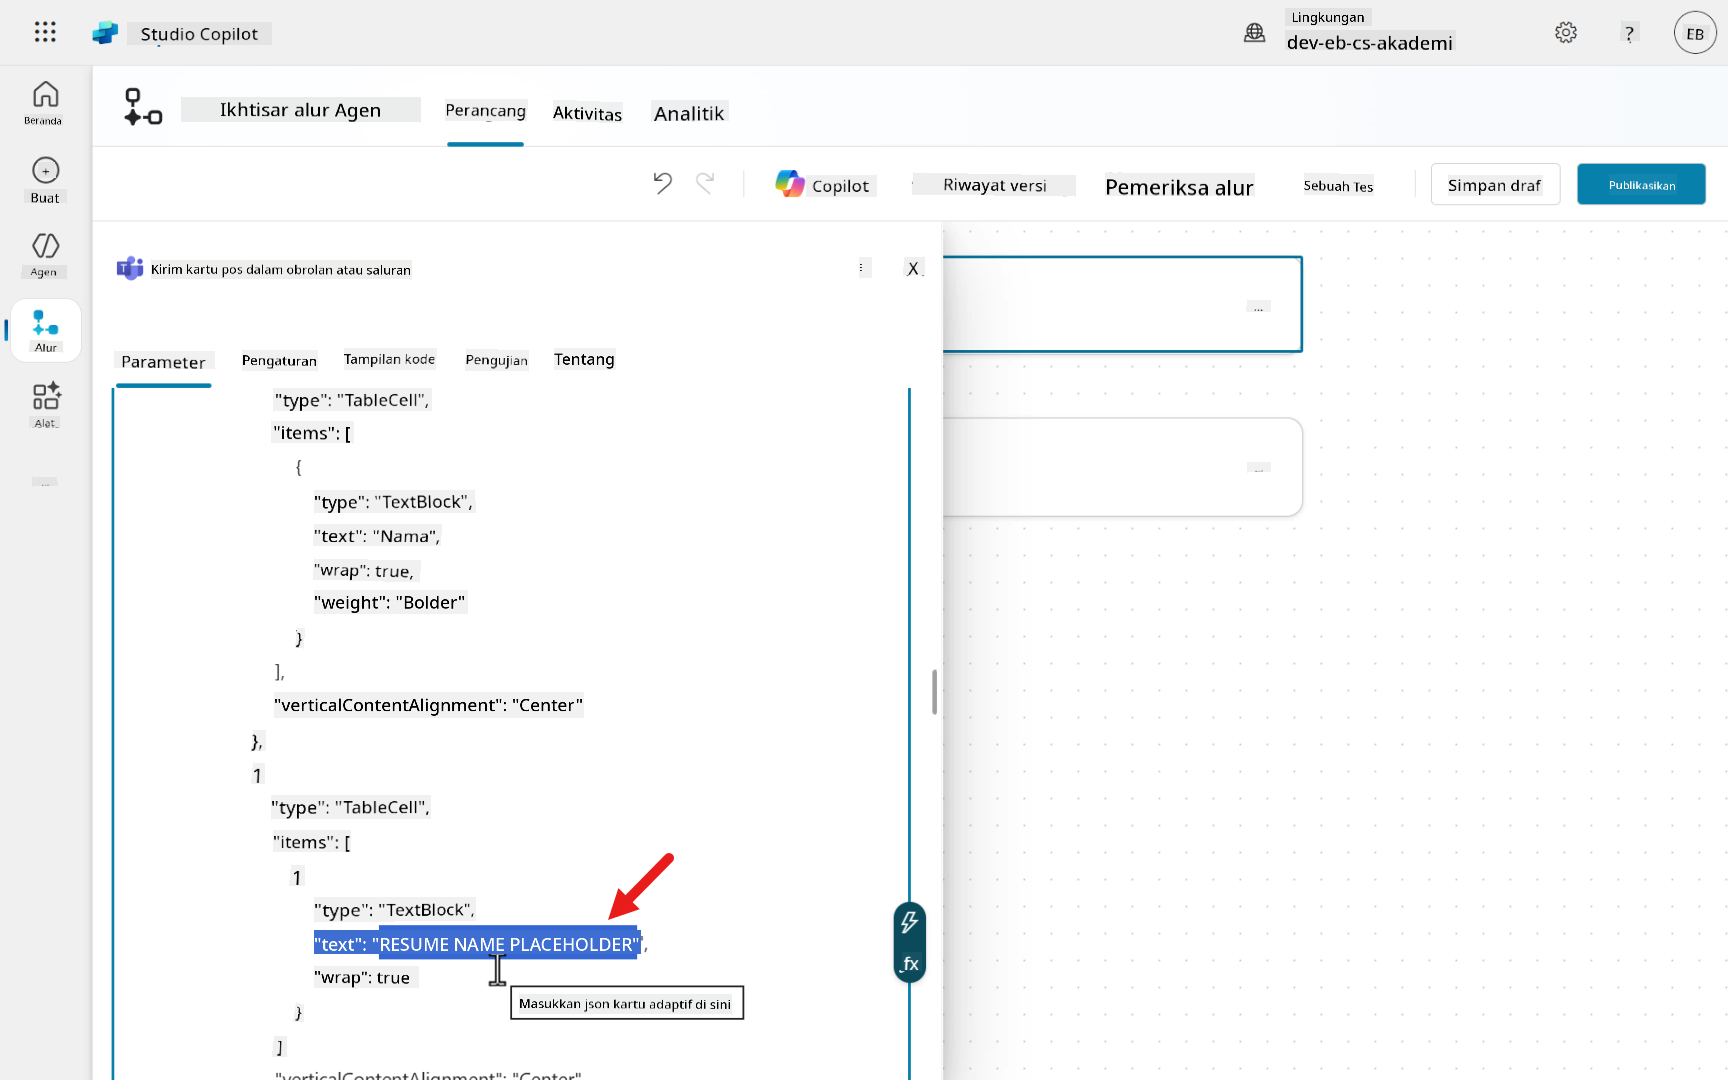 Studio Copilot
Lingkungan
dev-eb-cs-akademi
?
EB
Beranda
Buat
Agen
Alur
Alat
...
Ikhtisar alur Agen
Perancang
Aktivitas
Analitik
Copilot
Riwayat versi
Pemeriksa alur
Sebuah Tes
Simpan draf
Publikasikan
Kirim kartu pos dalam obrolan atau saluran
X
...
...
Parameter
Pengaturan
Tampilan kode
Pengujian
Tentang
"type": "TableCell",
"items": [
{
"type": "TextBlock",
"text": "Nama",
"wrap": true,
"weight": "Bolder"
}
],
"verticalContentAlignment": "Center"
},
1
"type": "TableCell",
"items": [
1
"type": "TextBlock",
"text": "RESUME NAME PLACEHOLDER",
"wrap": true
}
]
"verticalContentAlignment": "Center"
Masukkan json kartu adaptif di sini
fx